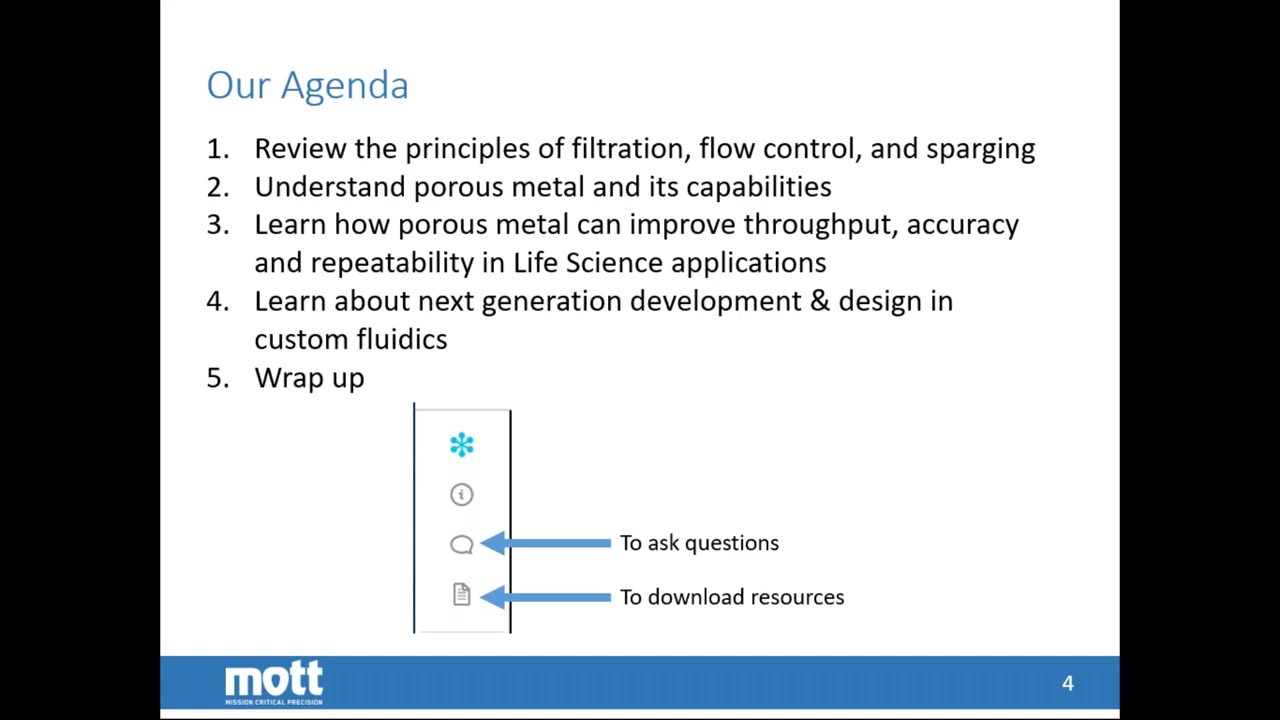 Our Agenda
1. Review the principles of filtration, flow control, and sparging
2. Understand porous metal and its capabilities
3. Learn how porous metal can improve throughput, accuracy
and repeatability in Life Science applications
4. Learn about next generation development & design in
custom fluidics
5. Wrap up
To ask questions
To download resources
mott
MISSION CRITICAL PRECISION
4